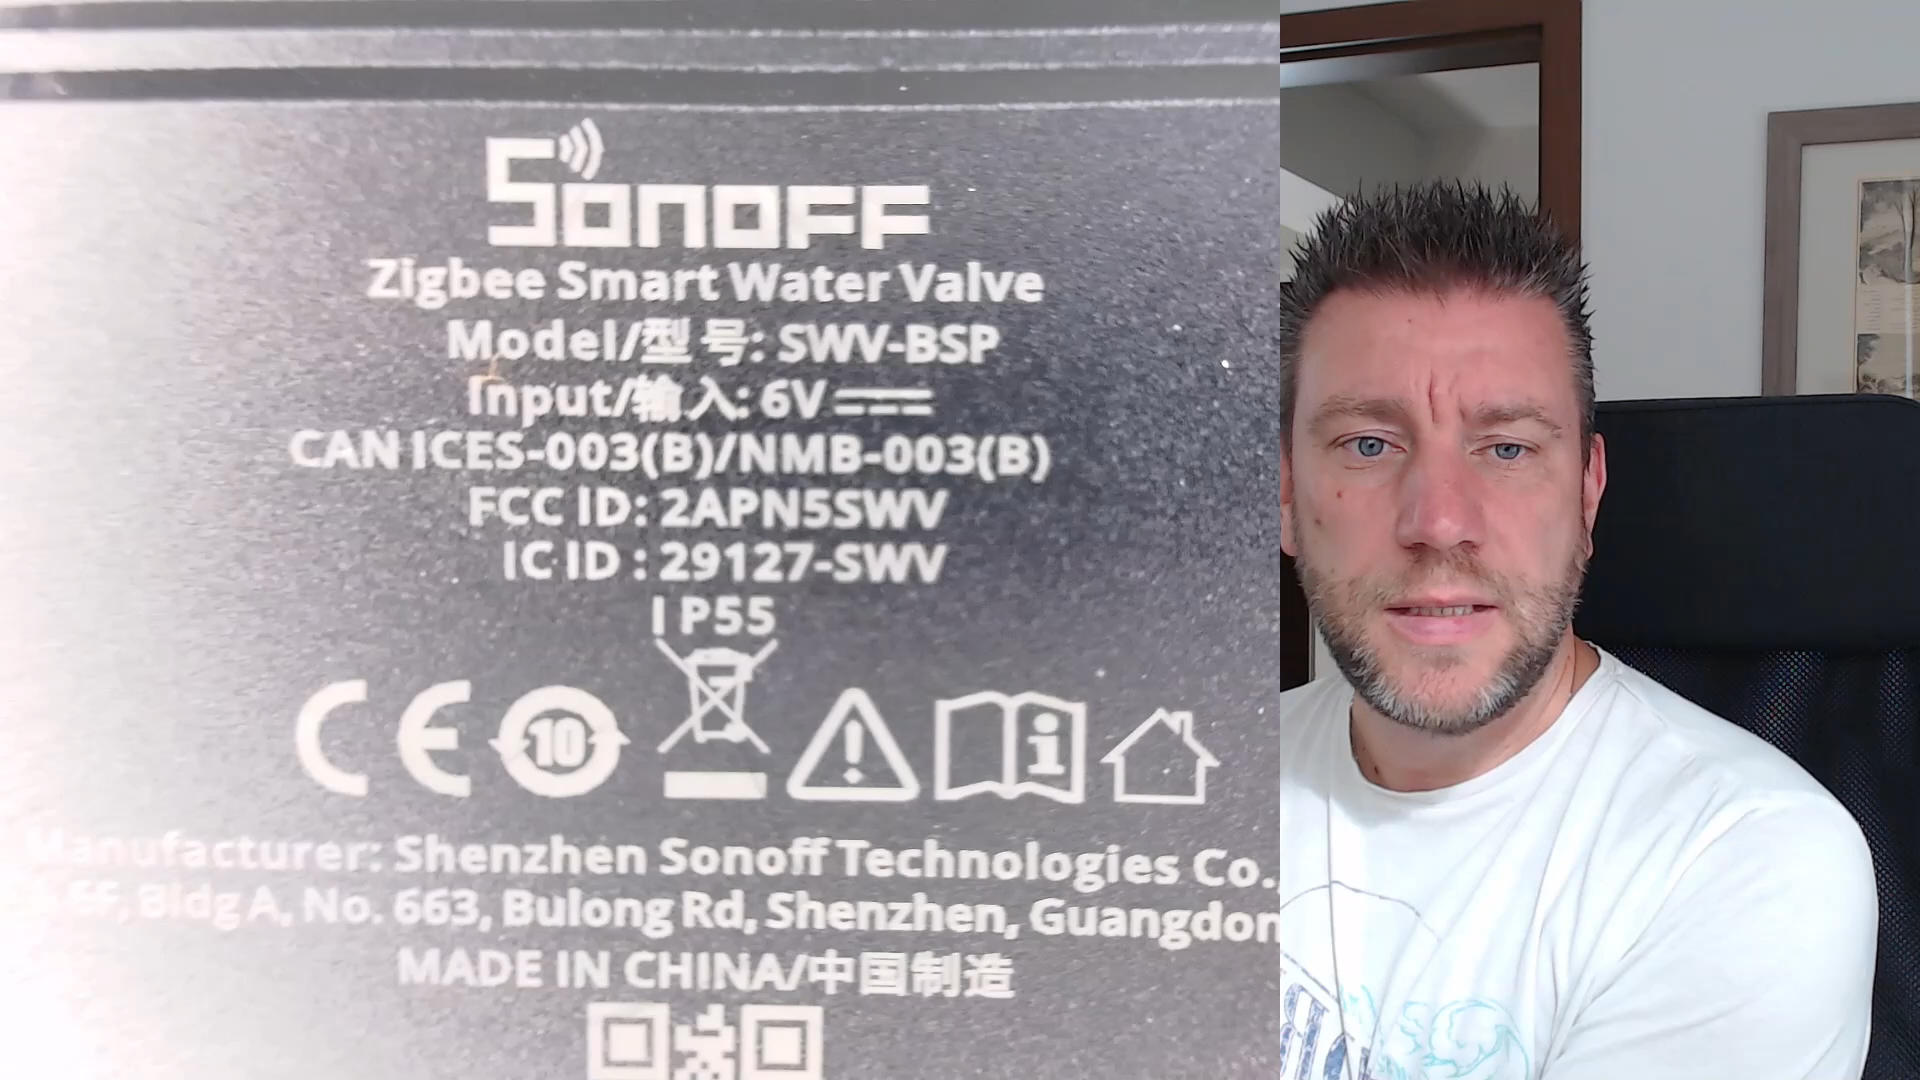 SONOFF
Zigbee Smart Water Valve
Model/型号: SWV-BSP
Input/输入: 6V
CAN ICES-003(B)/NMB-003(B)
FCC ID: 2APN5SWV
IC ID : 29127-SWV
IP55
CE
10
Manufacturer: Shenzhen Sonoff Technologies Co.,
Bldg A, No. 663, Bulong Rd, Shenzhen, Guangdon
MADE IN CHINA/中国制造